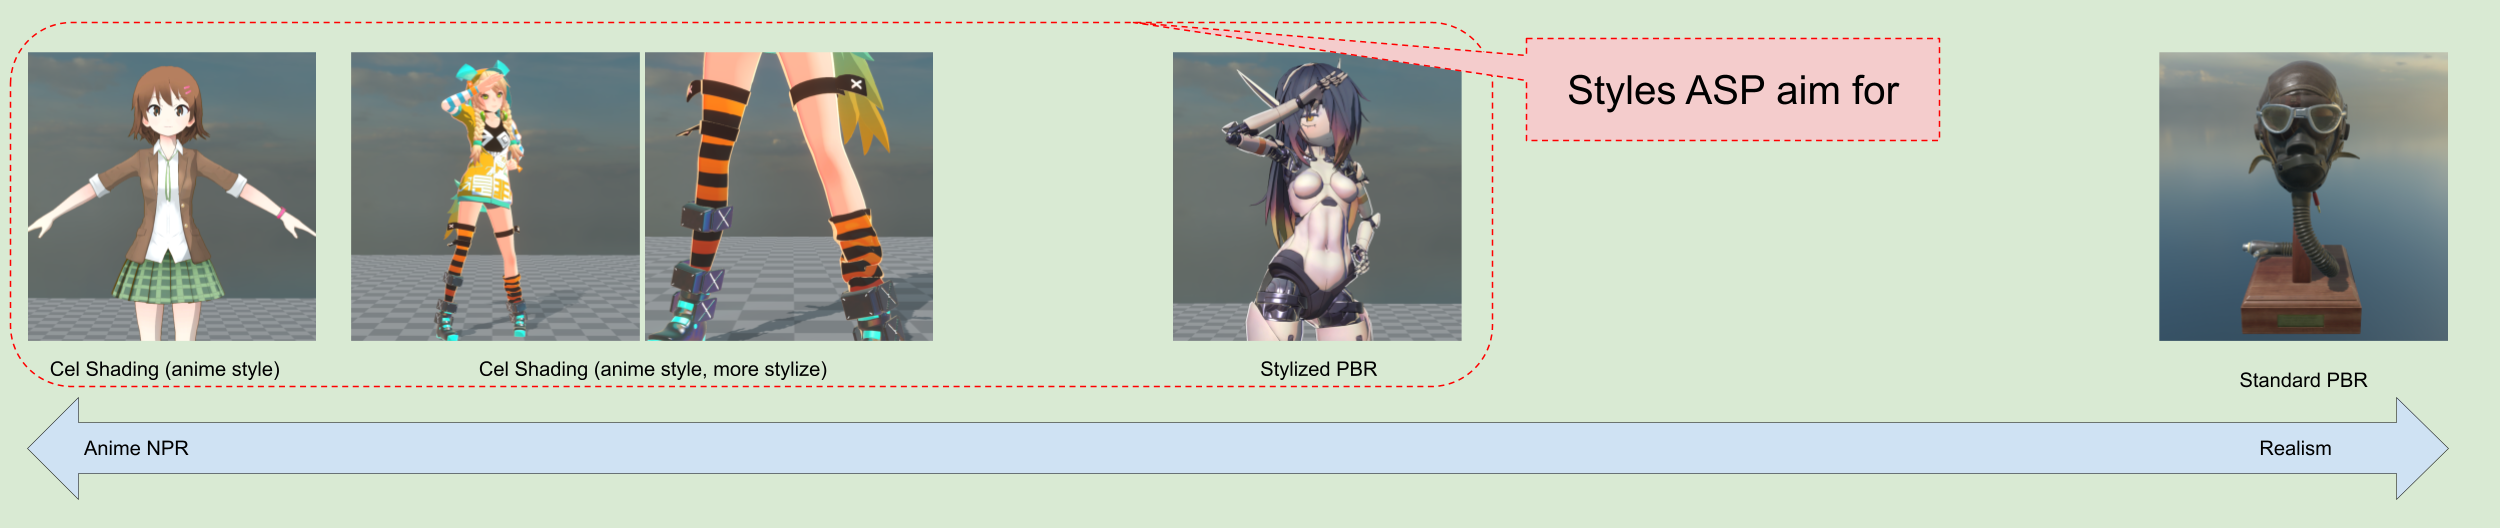 Styles ASP aim for
Cel Shading (anime style)
Cel Shading (anime style, more stylize)
Stylized PBR
Standard PBR
Anime NPR
Realism